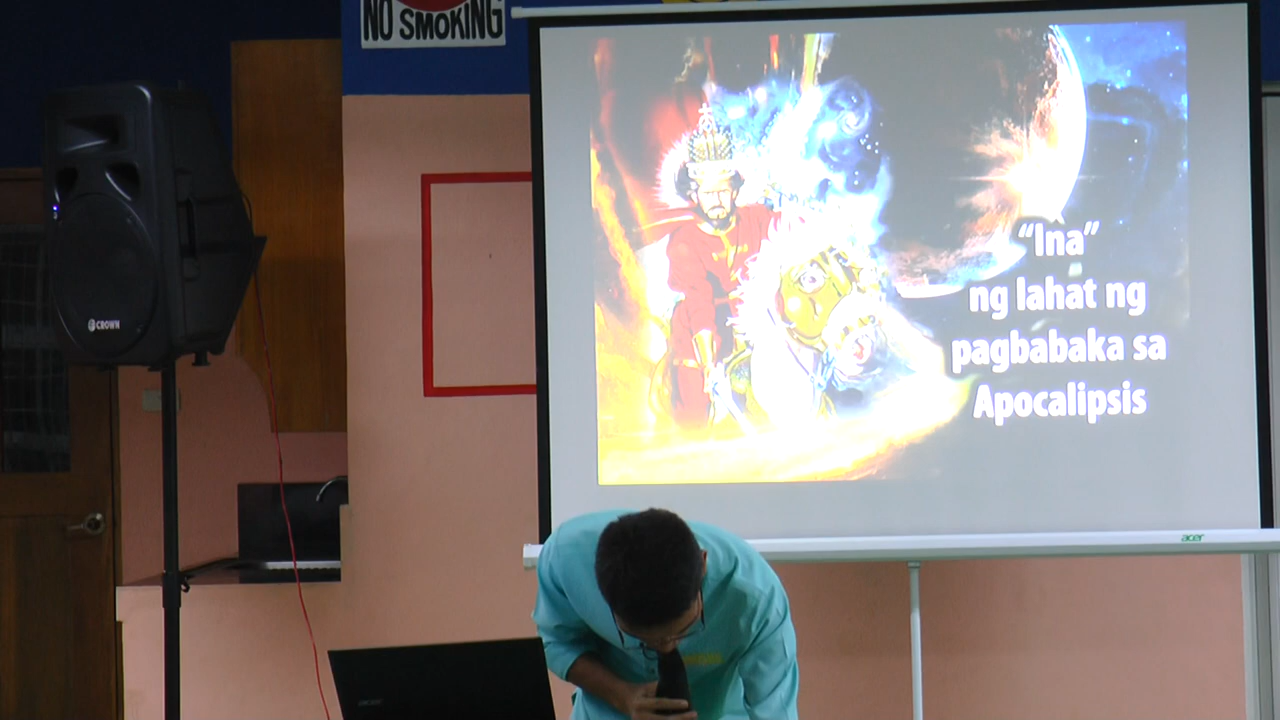 NO SMOKING
"Ina"
ng lahat ng
pagbabaka sa
Apocalipsis
CROWN
acer